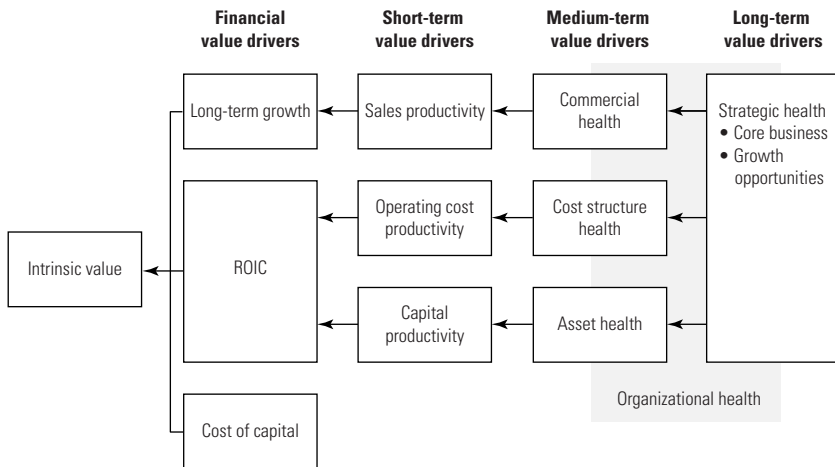 Financial
value drivers
Short-term
value drivers
Medium-term
value drivers
Long-term
value drivers
Long-term growth
Sales productivity
Commercial
health
Strategic health
• Core business
• Growth
opportunities
Intrinsic value
ROIC
Operating cost
productivity
Cost structure
health
Capital
productivity
Asset health
Organizational health
Cost of capital